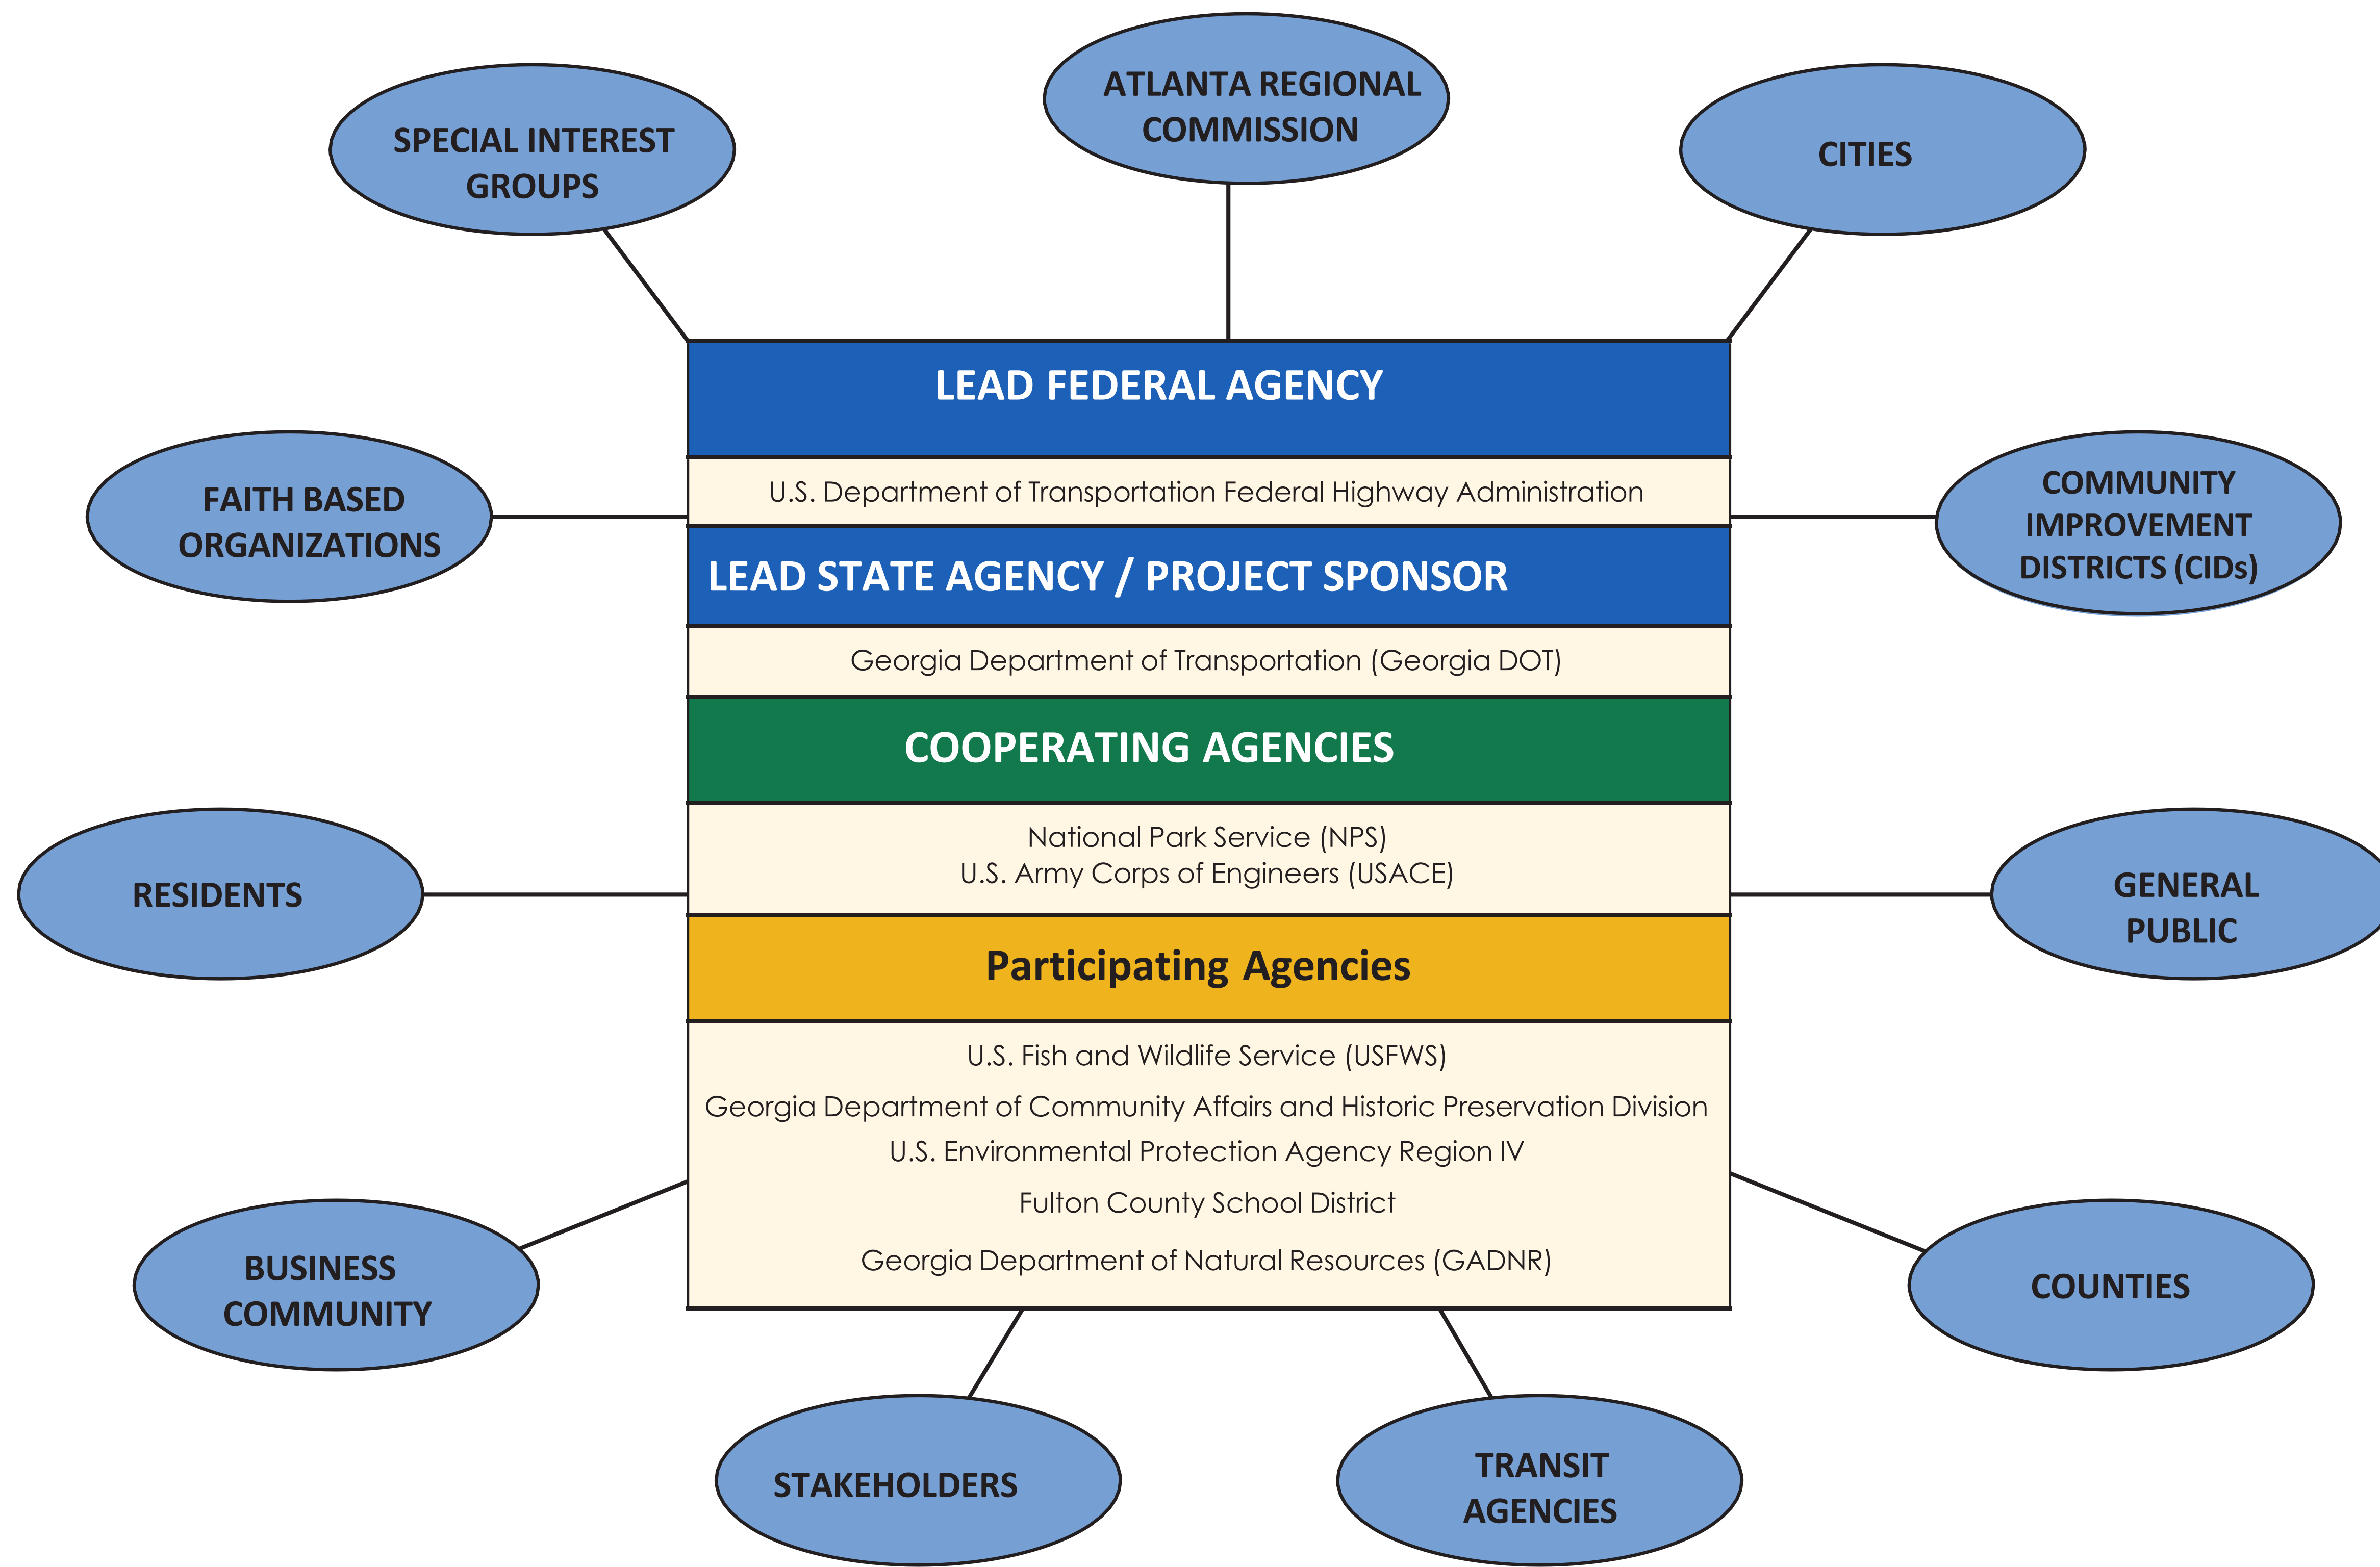 ATLANTA REGIONAL
COMMISSION
SPECIAL INTEREST
GROUPS
CITIES
LEAD FEDERAL AGENCY
U.S. Department of Transportation Federal Highway Administration
FAITH BASED
ORGANIZATIONS
COMMUNITY
IMPROVEMENT
DISTRICTS (CIDs)
LEAD STATE AGENCY / PROJECT SPONSOR
Georgia Department of Transportation (Georgia DOT)
COOPERATING AGENCIES
National Park Service (NPS)
U.S. Army Corps of Engineers (USACE)
RESIDENTS
GENERAL
PUBLIC
Participating Agencies
U.S. Fish and Wildlife Service (USFWS)
Georgia Department of Community Affairs and Historic Preservation Division
U.S. Environmental Protection Agency Region IV
Fulton County School District
Georgia Department of Natural Resources (GADNR)
BUSINESS
COMMUNITY
COUNTIES
STAKEHOLDERS
TRANSIT
AGENCIES